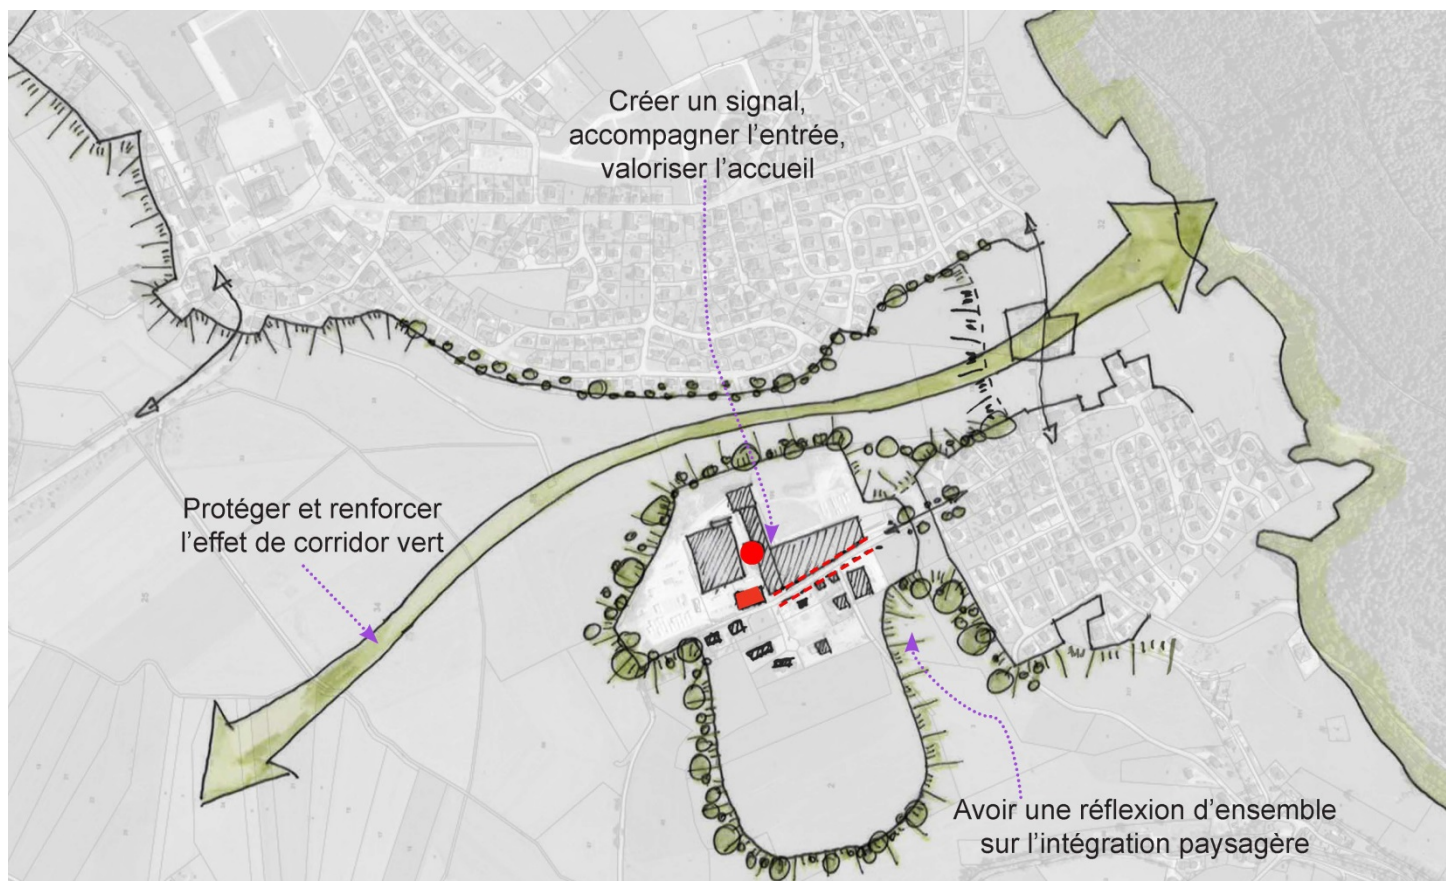 Créer un signal,
accompagner l’entrée,
valoriser l’accueil
Protéger et renforcer
l’effet de corridor vert
Avoir une réflexion d’ensemble
sur l’intégration paysagère